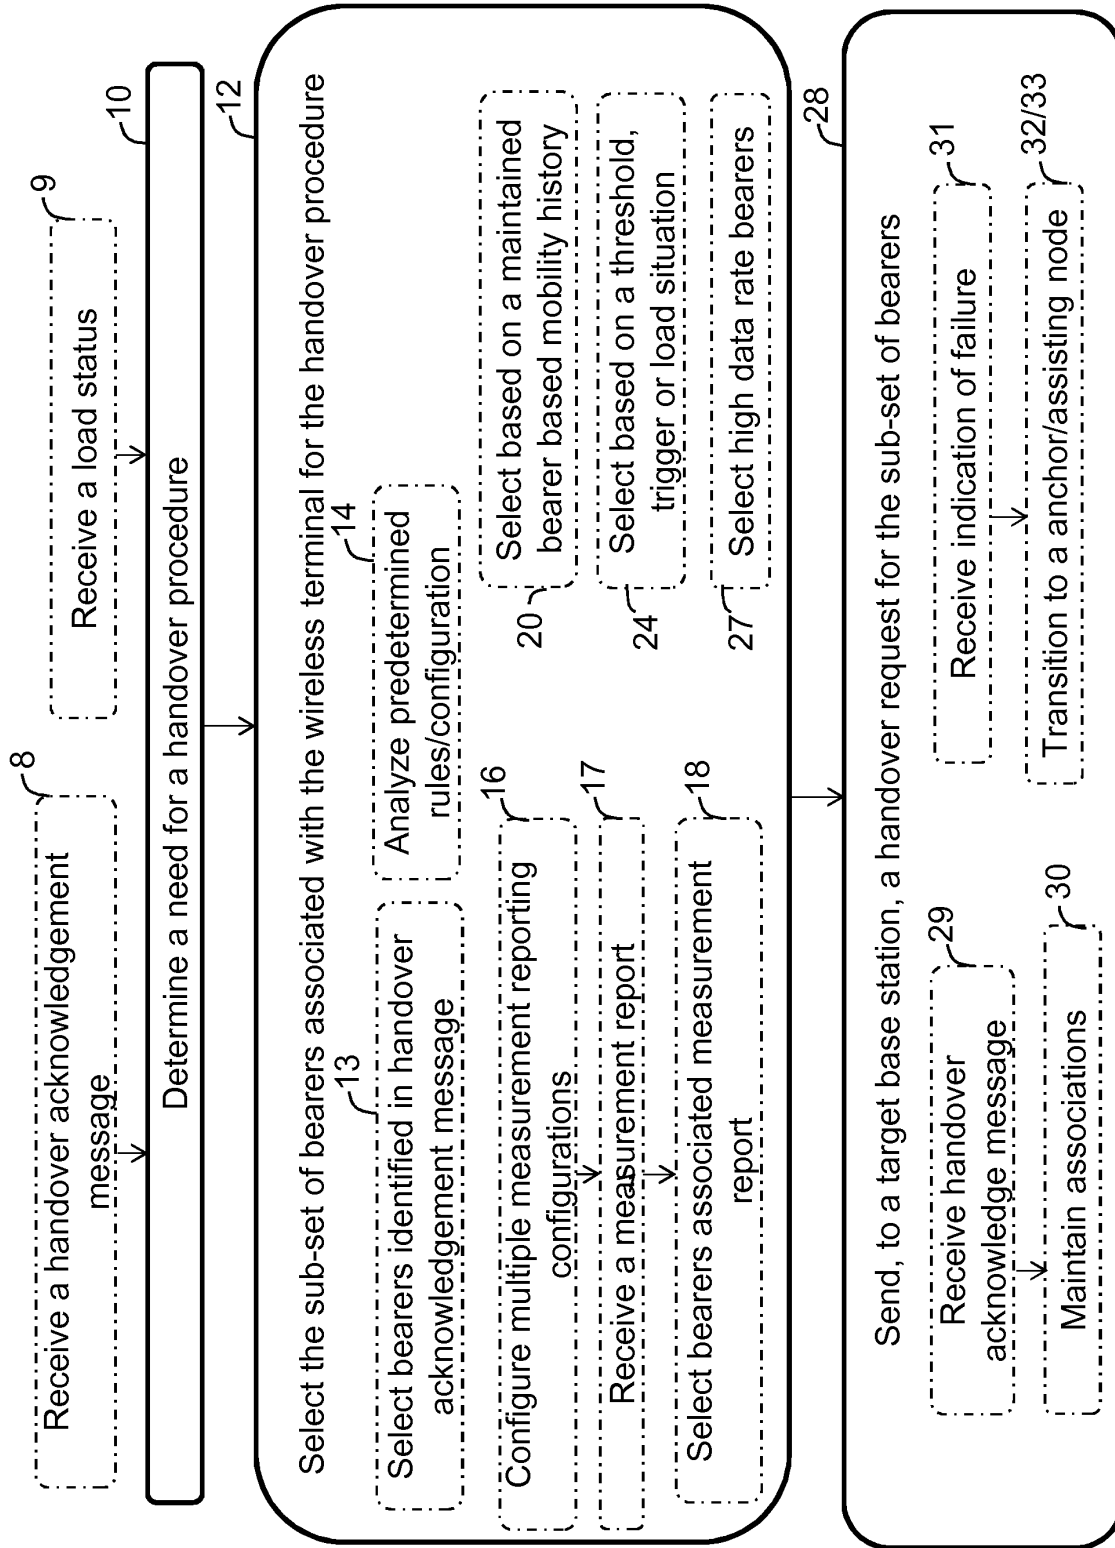 8
Receive a handover acknowledgement
message
9
Receive a load status
10
Determine a need for a handover procedure
12
Select the sub-set of bearers associated with the wireless terminal for the handover procedure
13
Select bearers identified in handover
acknowledgement message
14
Analyze predetermined
rules/configuration
16
Configure multiple measurement reporting
configurations
17
Receive a measurement report
18
Select bearers associated measurement
report
20
Select based on a maintained
bearer based mobility history
24
Select based on a threshold,
trigger or load situation
27
Select high data rate bearers
28
Send, to a target base station, a handover request for the sub-set of bearers
29
Receive handover
acknowledge message
30
Maintain associations
31
Receive indication of failure
32/33
Transition to a anchor/assisting node